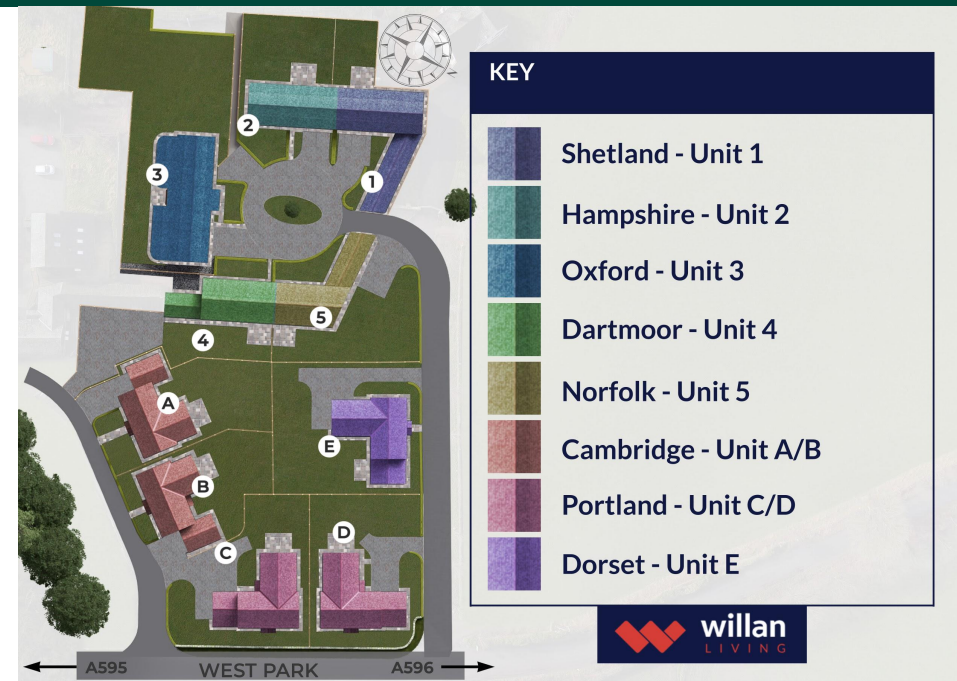 KEY
Shetland - Unit 1
Hampshire - Unit 2
Oxford - Unit 3
Dartmoor - Unit 4
Norfolk - Unit 5
Cambridge - Unit A/B
Portland - Unit C/D
Dorset - Unit E
willan
LIVING
2
3
1
5
4
A
E
B
D
C
A595
WEST PARK
A596
N